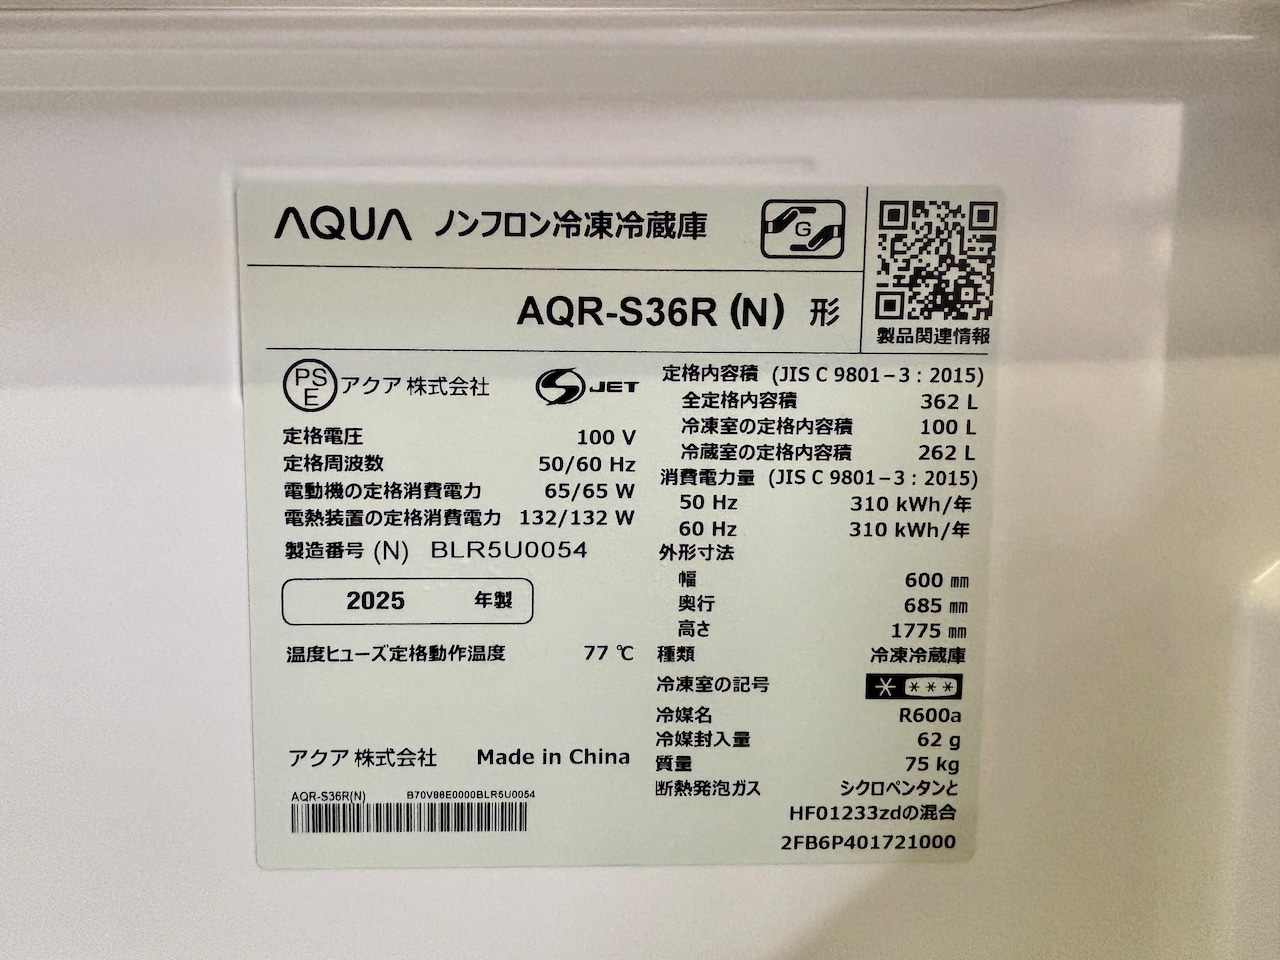 AQUA ノンフロン冷凍冷蔵庫
G
AQR-S36R (N) 形
製品関連情報
PSE アクア株式会社
S JET
定格電圧 100 V
定格周波数 50/60 Hz
電動機の定格消費電力 65/65 W
電熱装置の定格消費電力 132/132 W
製造番号 (N) BLR5U0054
2025 年製
温度ヒューズ定格動作温度 77 ℃
アクア株式会社 Made in China
AQR-S36R(N) B70V88E0000BLR5U0054
定格内容積 (JIS C 9801−3 : 2015)
全定格内容積 362 L
冷凍室の定格内容積 100 L
冷蔵室の定格内容積 262 L
消費電力量 (JIS C 9801−3 : 2015)
50 Hz 310 kWh/年
60 Hz 310 kWh/年
外形寸法
幅 600 ㎜
奥行 685 ㎜
高さ 1775 ㎜
種類 冷凍冷蔵庫
冷凍室の記号 * ***
冷媒名 R600a
冷媒封入量 62 g
質量 75 kg
断熱発泡ガス シクロペンタンと
HFO1233zdの混合
2FB6P401721000